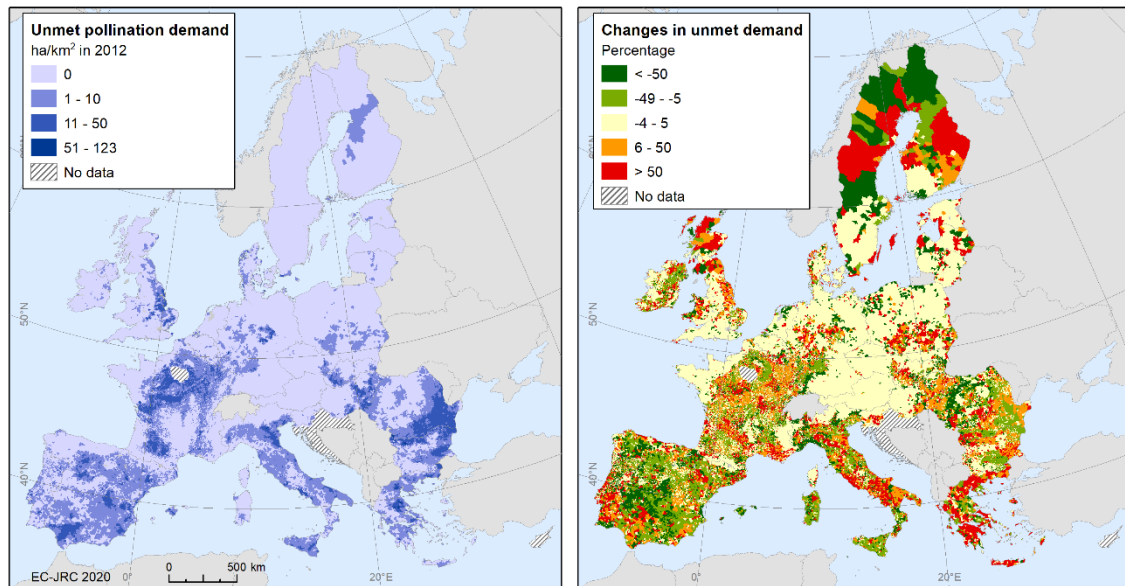 Unmet pollination demand
ha/km² in 2012
0
1 - 10
11 - 50
51 - 123
No data
60°N
50°N
40°N
EC-JRC 2020
0°
0 500 km
20°E
Changes in unmet demand
Percentage
< -50
-49 - -5
-4 - 5
6 - 50
> 50
No data
60°N
50°N
40°N
0°
20°E